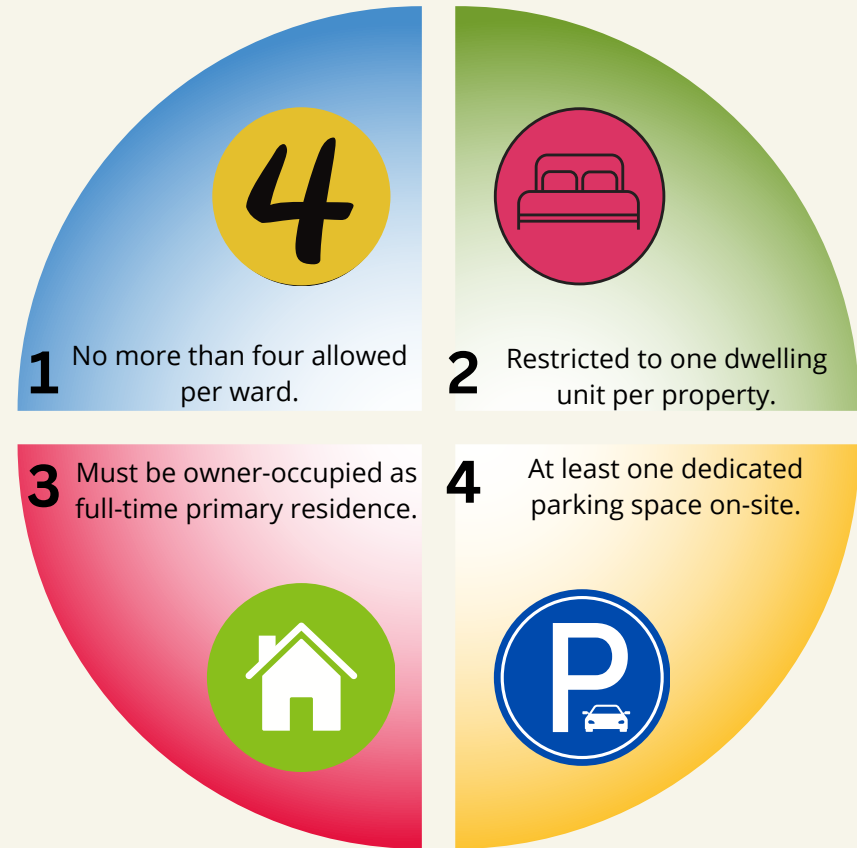 4
1
No more than four allowed
per ward.
2
Restricted to one dwelling
unit per property.
3
Must be owner-occupied as
full-time primary residence.
4
At least one dedicated
parking space on-site.
P